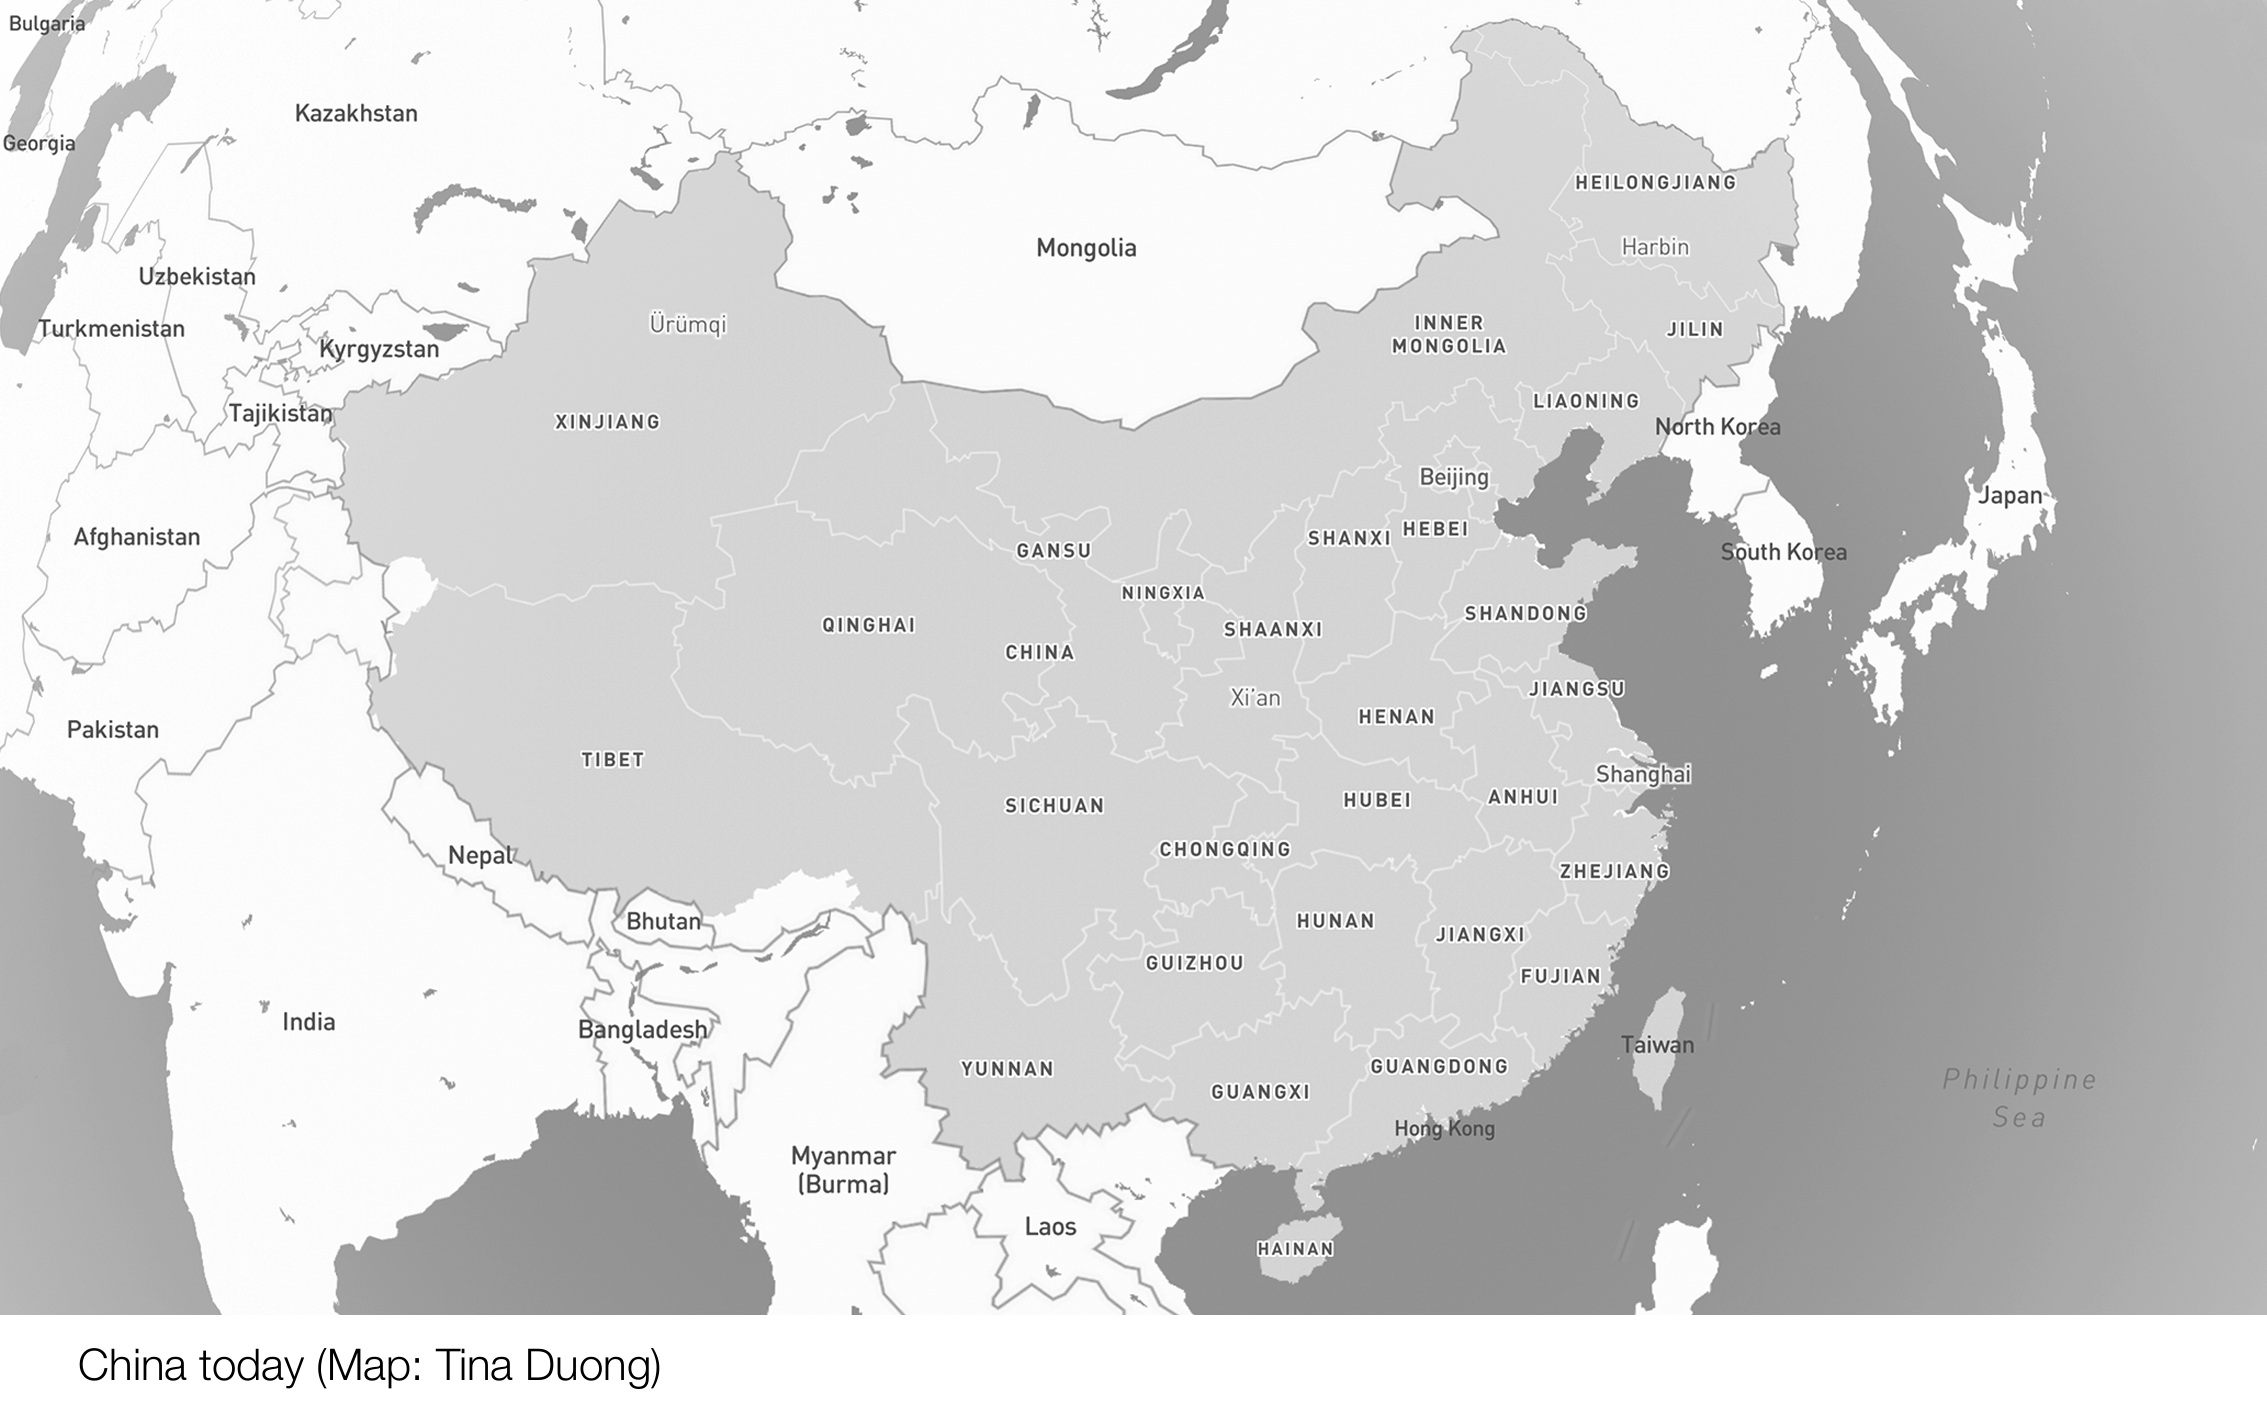 Bulgaria
Kazakhstan
Georgia
HEILONGJIANG
Harbin
Mongolia
Uzbekistan
Ürümqi
Turkmenistan
INNER
MONGOLIA
JILIN
Kyrgyzstan
LIAONING
Tajikistan
XINJIANG
North Korea
Beijing
Japan
Afghanistan
SHANXI
HEBEI
GANSU
South Korea
NINGXIA
SHANDONG
QINGHAI
SHAANXI
CHINA
JIANGSU
Xi’an
HENAN
Pakistan
TIBET
Shanghai
SICHUAN
HUBEI
ANHUI
CHONGQING
Nepal
ZHEJIANG
Bhutan
HUNAN
JIANGXI
GUIZHOU
FUJIAN
India
Bangladesh
Taiwan
YUNNAN
GUANGDONG
Philippine
Sea
GUANGXI
Hong Kong
Myanmar
(Burma)
Laos
HAINAN
China today (Map: Tina Duong)